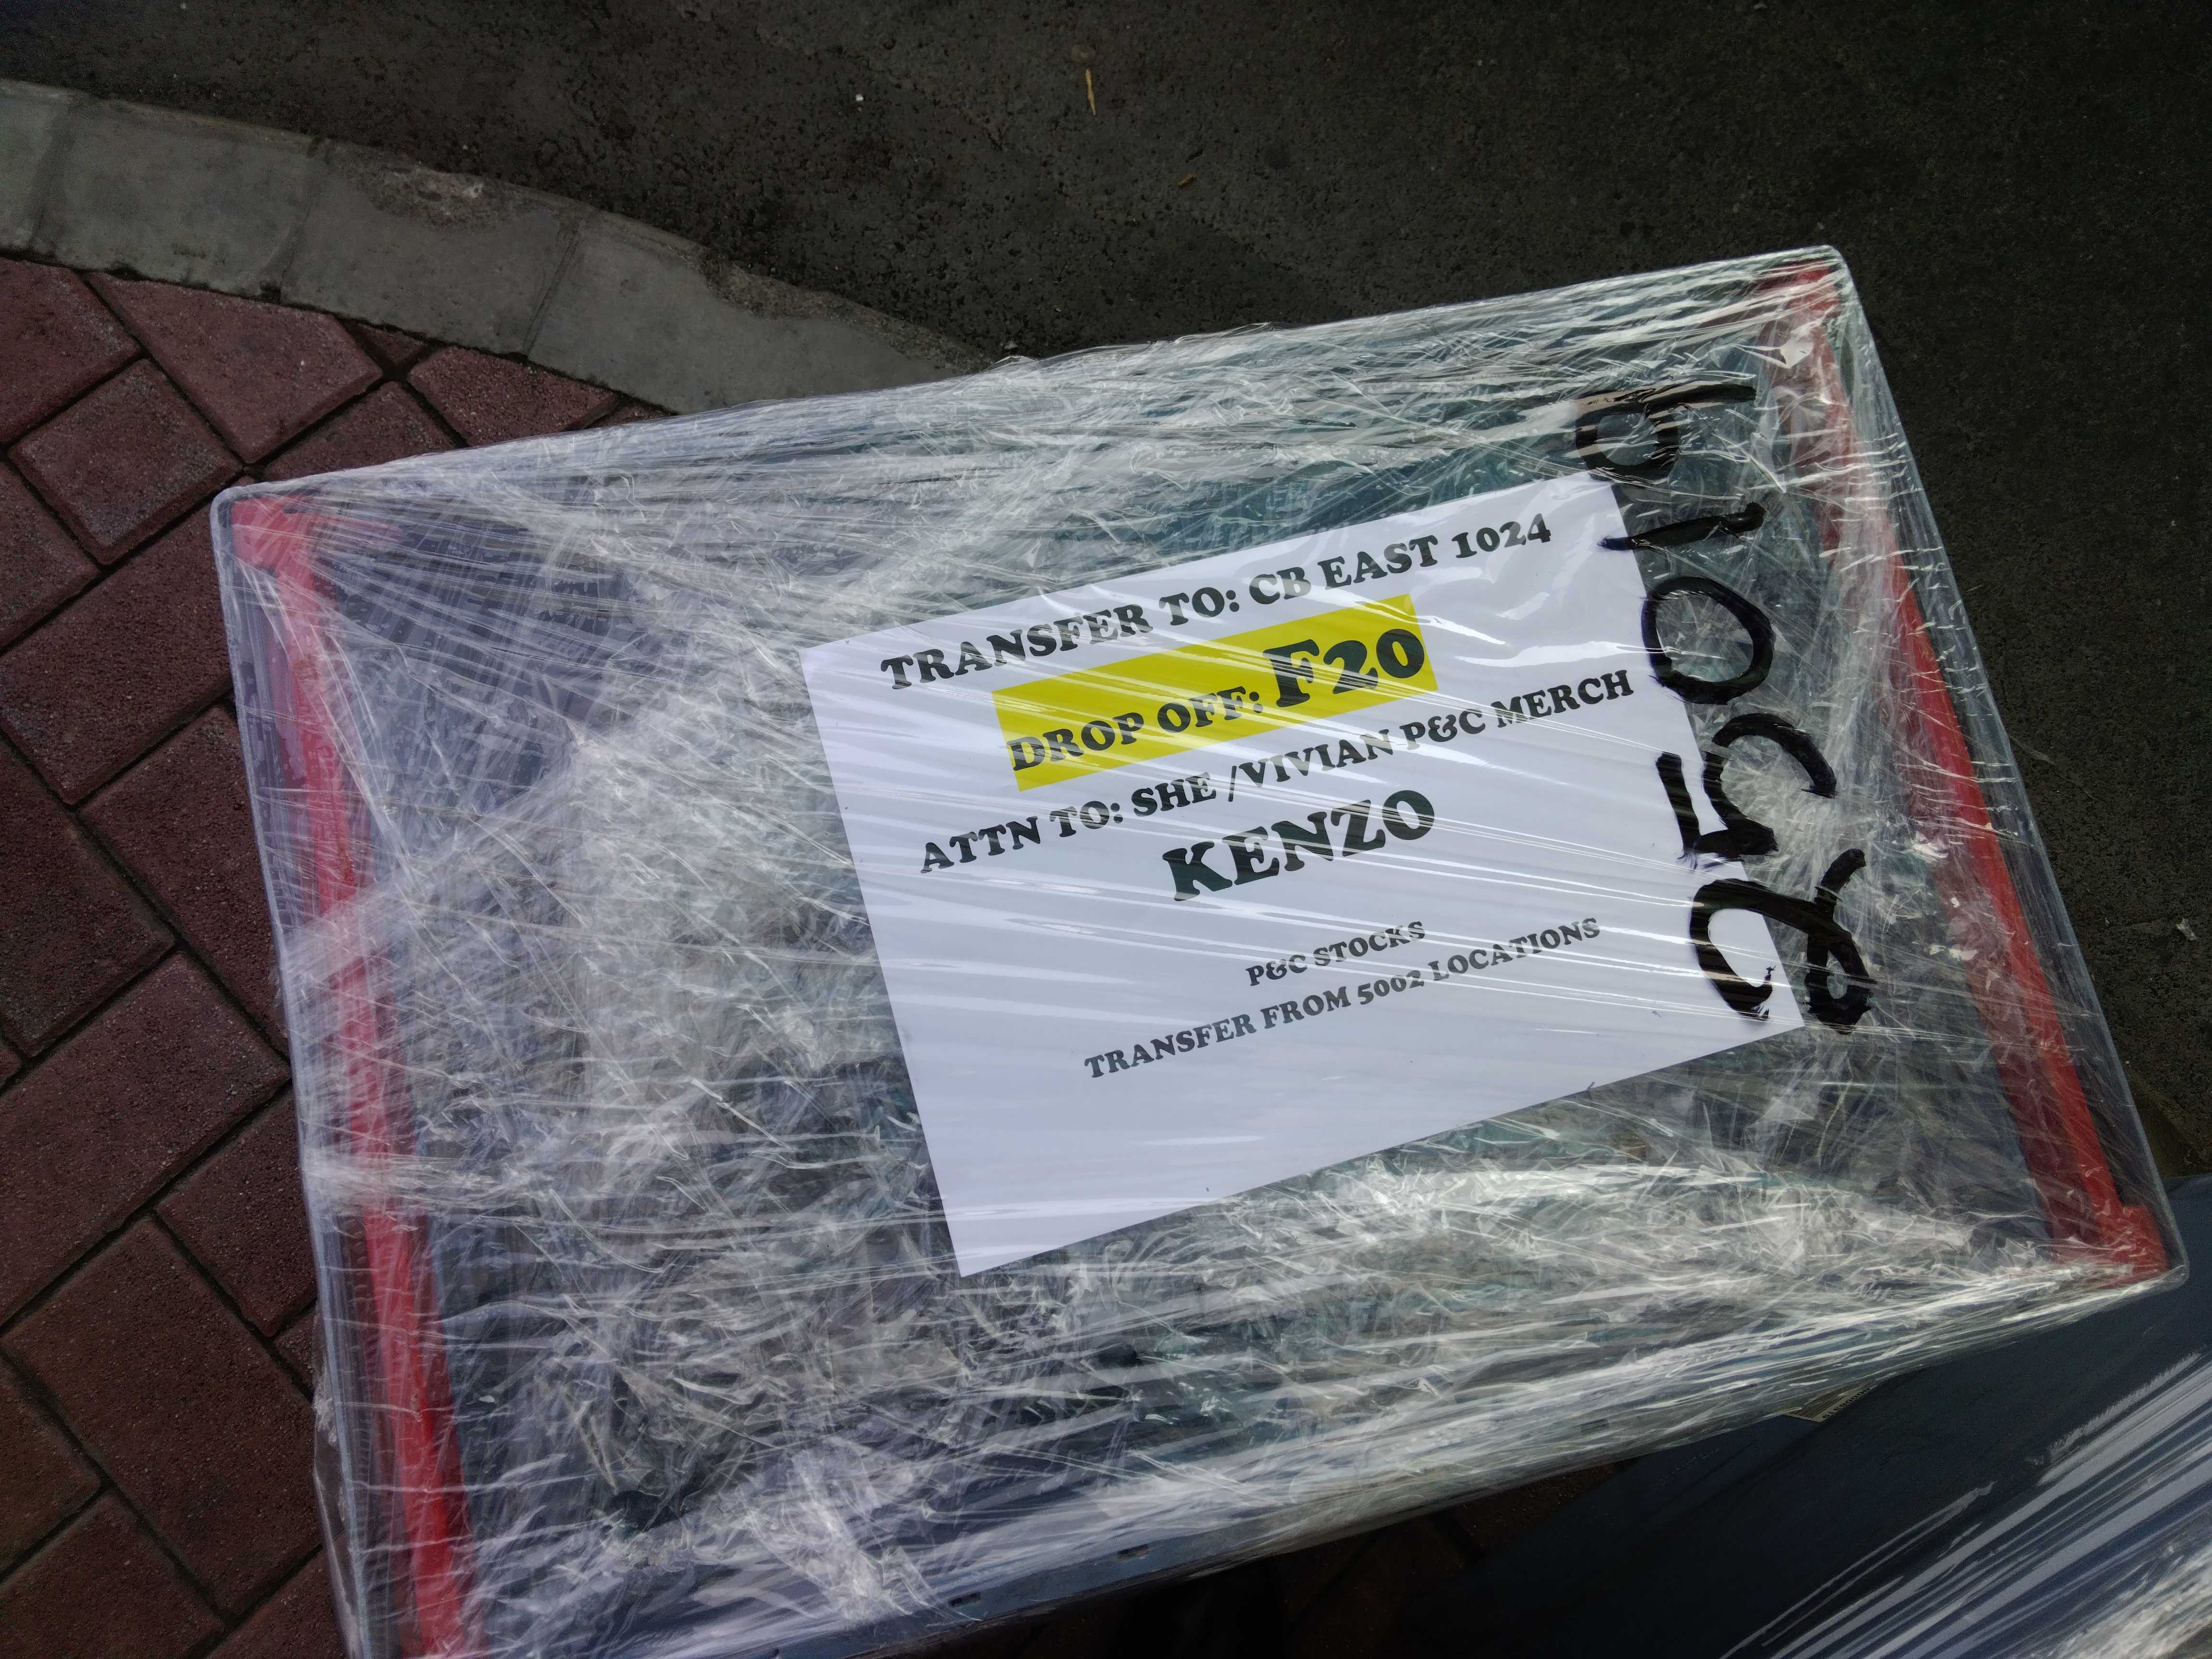 TRANSFER TO: CB EAST 1024
DROP OFF: F20
ATTN TO: SHE /VIVIAN P&C MERCH
KENZO
P&C STOCKS
TRANSFER FROM 5002 LOCATIONS